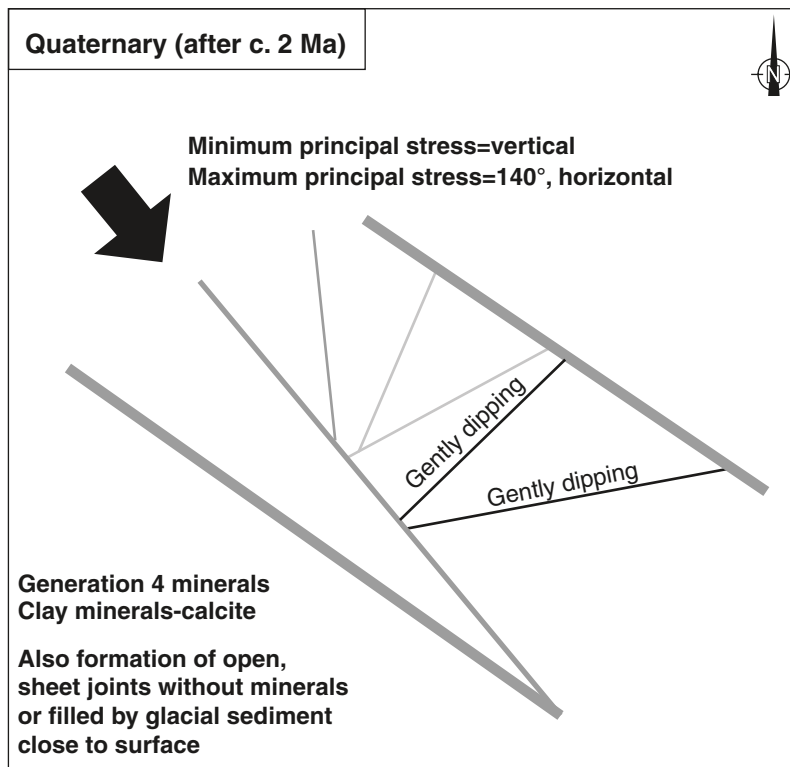 Quaternary (after c. 2 Ma)
N
Minimum principal stress=vertical
Maximum principal stress=140°, horizontal
Gently dipping
Gently dipping
Generation 4 minerals
Clay minerals-calcite
Also formation of open,
sheet joints without minerals
or filled by glacial sediment
close to surface